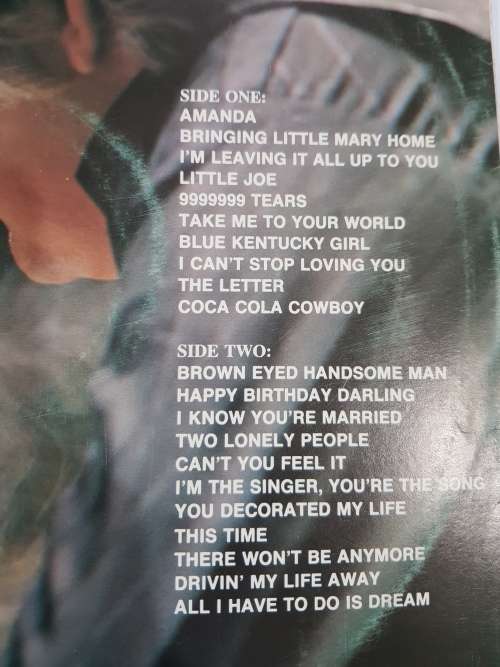 SIDE ONE:
AMANDA
BRINGING LITTLE MARY HOME
I'M LEAVING IT ALL UP TO YOU
LITTLE JOE
9999999 TEARS
TAKE ME TO YOUR WORLD
BLUE KENTUCKY GIRL
I CAN'T STOP LOVING YOU
THE LETTER
COCA COLA COWBOY
SIDE TWO:
BROWN EYED HANDSOME MAN
HAPPY BIRTHDAY DARLING
I KNOW YOU'RE MARRIED
TWO LONELY PEOPLE
CAN'T YOU FEEL IT
I'M THE SINGER, YOU'RE THE SONG
YOU DECORATED MY LIFE
THIS TIME
THERE WON'T BE ANYMORE
DRIVIN' MY LIFE AWAY
ALL I HAVE TO DO IS DREAM